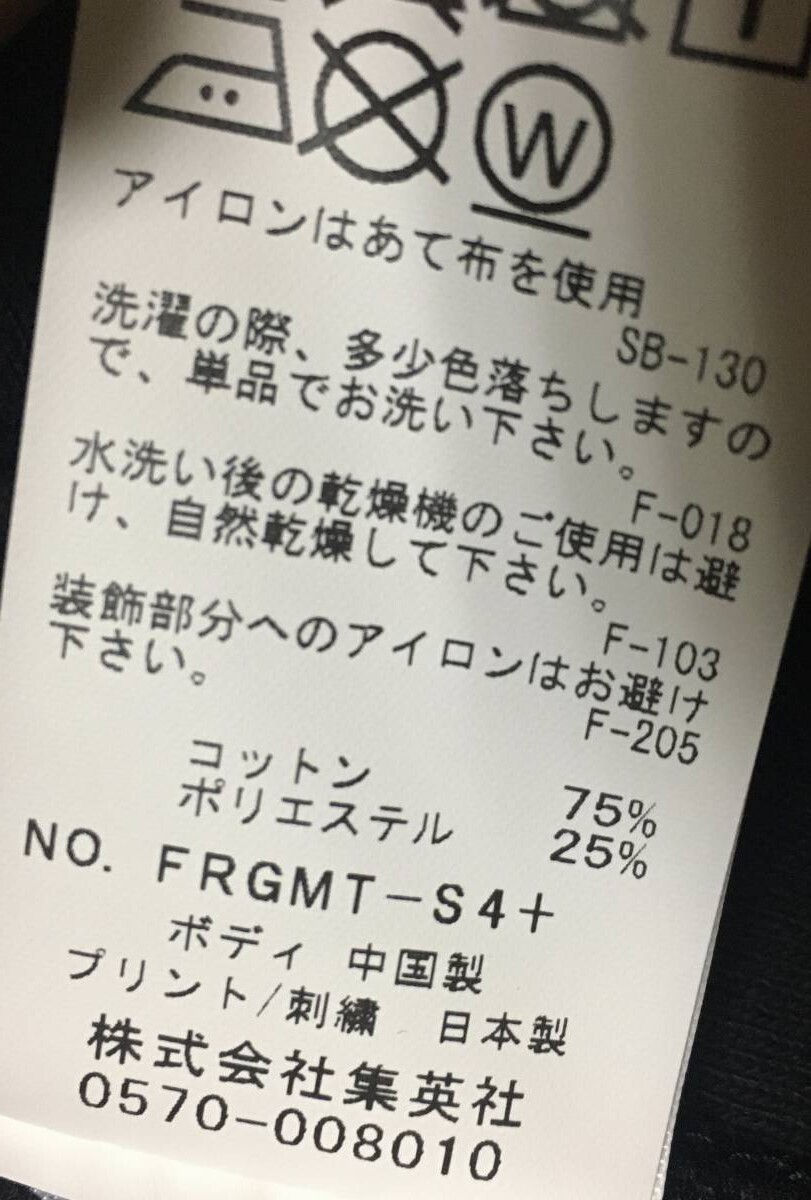 W
アイロンはあて布を使用
SB-130
洗濯の際、多少色落ちしますの
で、単品でお洗い下さい。
F-018
水洗い後の乾燥機のご使用は避
け、自然乾燥して下さい。
F-103
装飾部分へのアイロンはお避け
下さい。
F-205
コットン 75%
ポリエステル 25%
NO. FRGMT-S4+
ボディ 中国製
プリント/刺繍 日本製
株式会社集英社
0570-008010